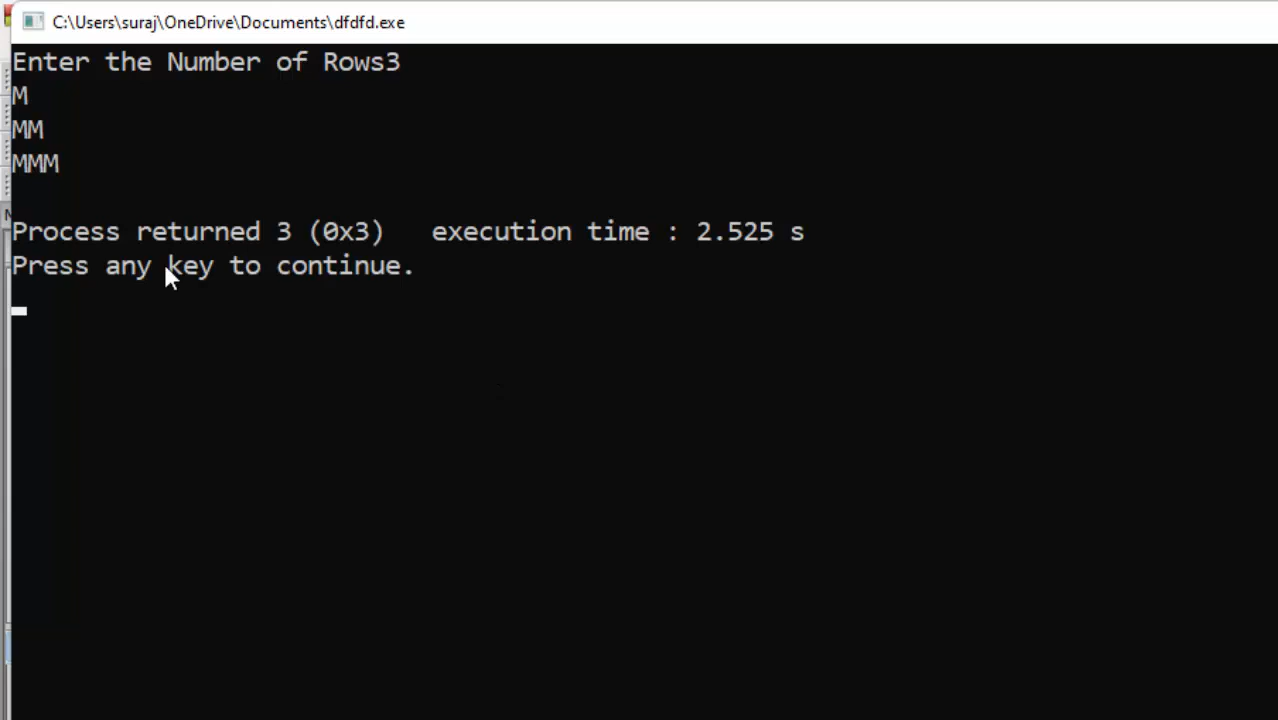 C:\Users\suraj\OneDrive\Documents\dfdfd.exe
Enter the Number of Rows3
M
MM
MMM
Process returned 3 (0x3)   execution time : 2.525 s
Press any key to continue.